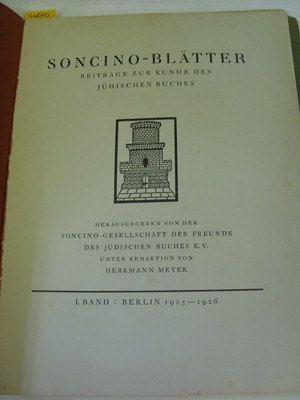 SONCINO-BLÄTTER
BEITRÄGE ZUR KUNDE DES
JÜDISCHEN BUCHES
HERAUSGEGEBEN VON DER
SONCINO-GESELLSCHAFT DER FREUNDE
DES JÜDISCHEN BUCHES E.V.
UNTER REDAKTION VON
HERRMANN MEYER
I. BAND / BERLIN 1925—1926